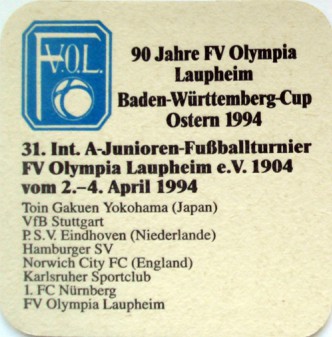 F.V.O.L.
90 Jahre FV Olympia
Laupheim
Baden-Württemberg-Cup
Ostern 1994
31. Int. A-Junioren-Fußballturnier
FV Olympia Laupheim e.V. 1904
vom 2.–4. April 1994
Toin Gakuen Yokohama (Japan)
VfB Stuttgart
P.S.V. Eindhoven (Niederlande)
Hamburger SV
Norwich City FC (England)
Karlsruher Sportclub
1. FC Nürnberg
FV Olympia Laupheim